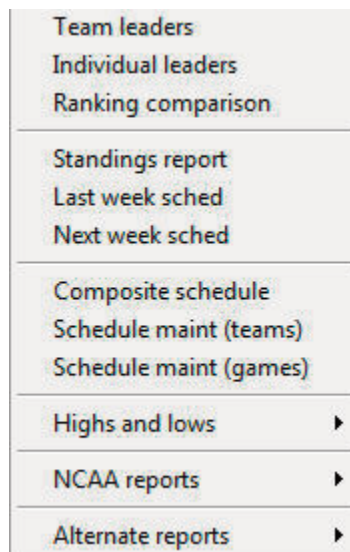 Team leaders
Individual leaders
Ranking comparison
Standings report
Last week sched
Next week sched
Composite schedule
Schedule maint (teams)
Schedule maint (games)
Highs and lows
NCAA reports
Alternate reports